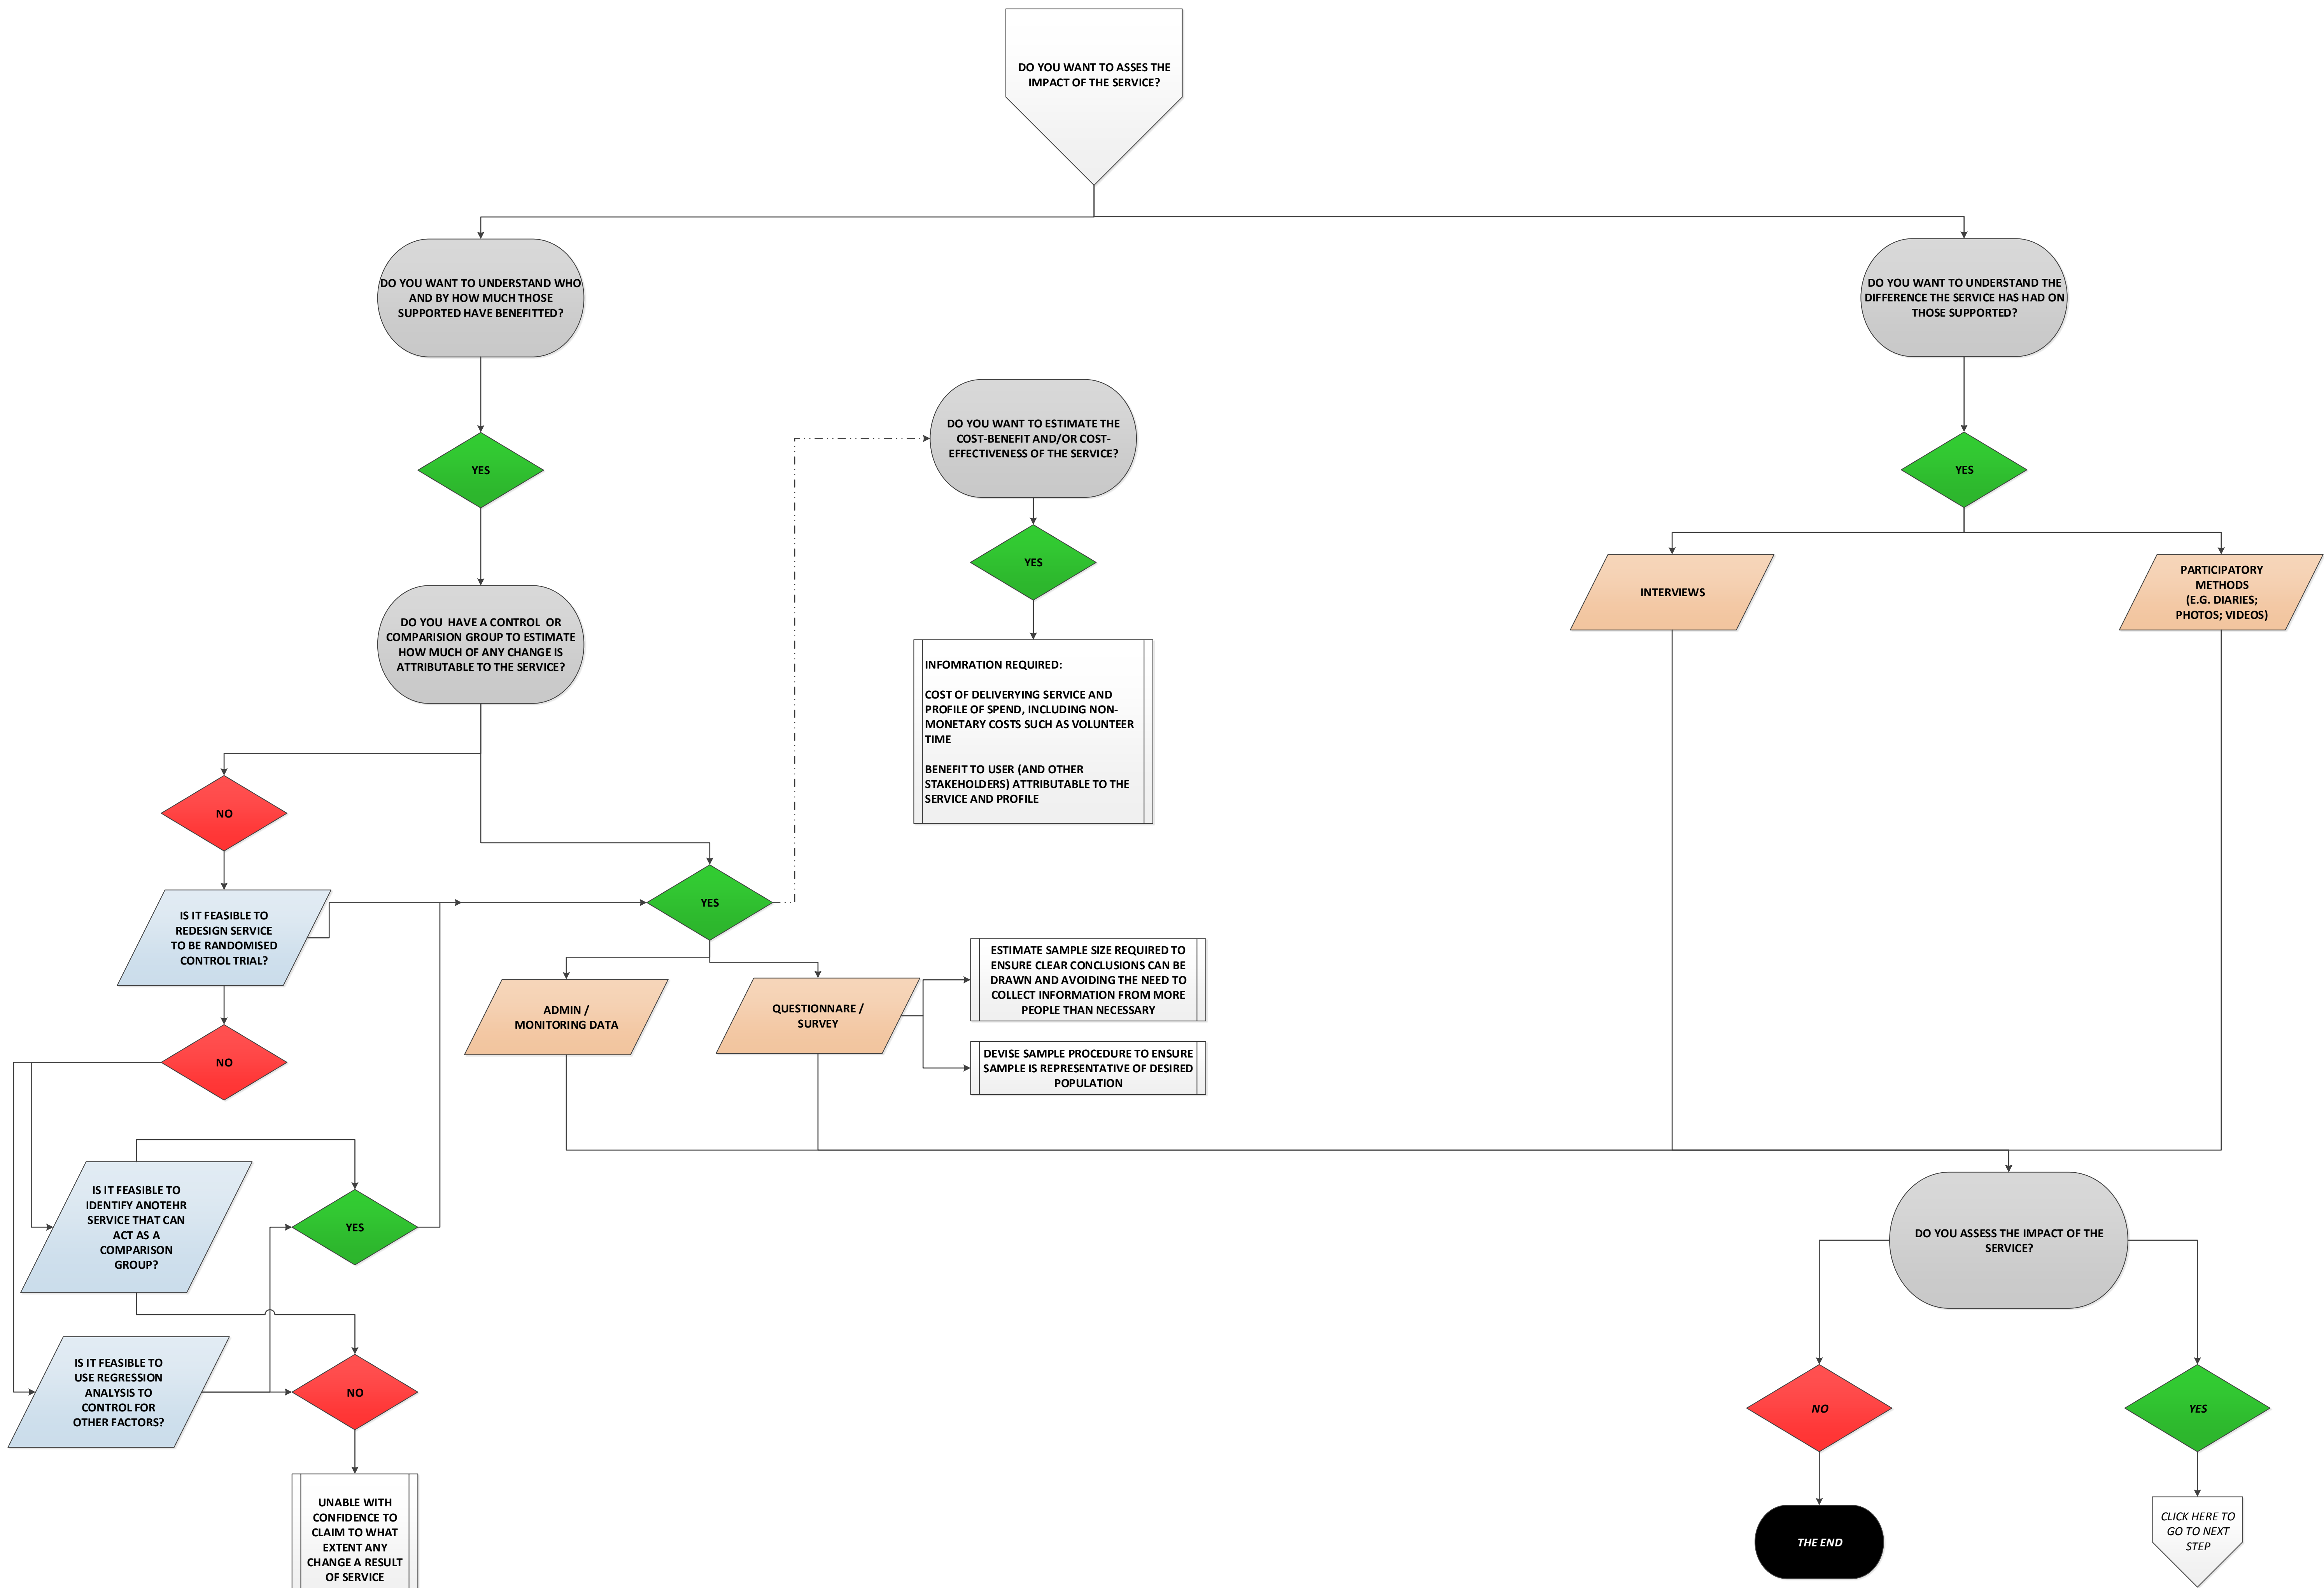 DO YOU WANT TO ASSES THE
IMPACT OF THE SERVICE?
DO YOU WANT TO UNDERSTAND WHO
AND BY HOW MUCH THOSE
SUPPORTED HAVE BENEFITTED?
DO YOU WANT TO UNDERSTAND THE
DIFFERENCE THE SERVICE HAS HAD ON
THOSE SUPPORTED?
DO YOU WANT TO ESTIMATE THE
COST-BENEFIT AND/OR COST-
EFFECTIVENESS OF THE SERVICE?
YES
YES
YES
INTERVIEWS
PARTICIPATORY
METHODS
(E.G. DIARIES;
PHOTOS; VIDEOS)
DO YOU  HAVE A CONTROL  OR
COMPARISION GROUP TO ESTIMATE
HOW MUCH OF ANY CHANGE IS
ATTRIBUTABLE TO THE SERVICE?
INFOMRATION REQUIRED:
COST OF DELIVERYING SERVICE AND
PROFILE OF SPEND, INCLUDING NON-
MONETARY COSTS SUCH AS VOLUNTEER
TIME
BENEFIT TO USER (AND OTHER
STAKEHOLDERS) ATTRIBUTABLE TO THE
SERVICE AND PROFILE
NO
YES
IS IT FEASIBLE TO
REDESIGN SERVICE
TO BE RANDOMISED
CONTROL TRIAL?
ADMIN /
MONITORING DATA
QUESTIONNARE /
SURVEY
ESTIMATE SAMPLE SIZE REQUIRED TO
ENSURE CLEAR CONCLUSIONS CAN BE
DRAWN AND AVOIDING THE NEED TO
COLLECT INFORMATION FROM MORE
PEOPLE THAN NECESSARY
DEVISE SAMPLE PROCEDURE TO ENSURE
SAMPLE IS REPRESENTATIVE OF DESIRED
POPULATION
NO
IS IT FEASIBLE TO
IDENTIFY ANOTEHR
SERVICE THAT CAN
ACT AS A
COMPARISON
GROUP?
YES
DO YOU ASSESS THE IMPACT OF THE
SERVICE?
IS IT FEASIBLE TO
USE REGRESSION
ANALYSIS TO
CONTROL FOR
OTHER FACTORS?
NO
NO
YES
UNABLE WITH
CONFIDENCE TO
CLAIM TO WHAT
EXTENT ANY
CHANGE A RESULT
OF SERVICE
THE END
CLICK HERE TO
GO TO NEXT
STEP